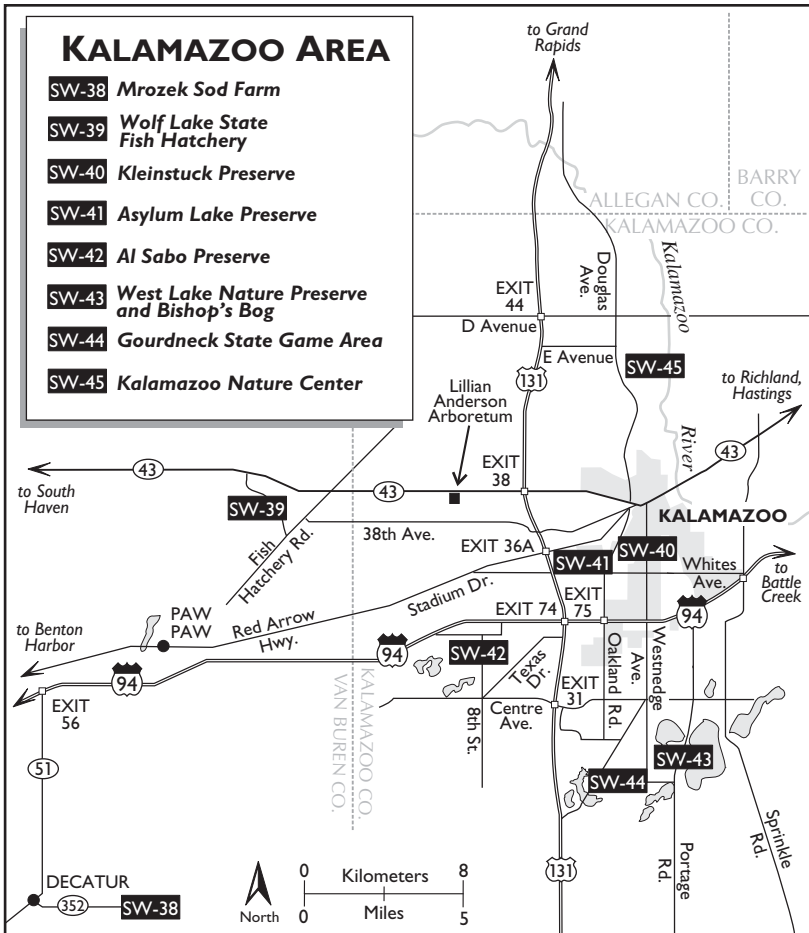 KALAMAZOO AREA
SW-38 Mrozek Sod Farm
SW-39 Wolf Lake State
Fish Hatchery
SW-40 Kleinstuck Preserve
SW-41 Asylum Lake Preserve
SW-42 Al Sabo Preserve
SW-43 West Lake Nature Preserve
and Bishop's Bog
SW-44 Gourdneck State Game Area
SW-45 Kalamazoo Nature Center
to Grand
Rapids
ALLEGAN CO.
BARRY
CO.
KALAMAZOO CO.
Kalamazoo
River
Douglas
Ave.
EXIT
44
D Avenue
E Avenue
SW-45
131
to Richland,
Hastings
Lillian
Anderson
Arboretum
43
to South
Haven
43
EXIT
38
43
SW-39
Fish
Hatchery Rd.
38th Ave.
KALAMAZOO
EXIT 36A
SW-41
SW-40
Whites
Ave.
to
Battle
Creek
Stadium Dr.
PAW
PAW
Red Arrow
Hwy.
to Benton
Harbor
EXIT 74
EXIT
75
94
94
94
SW-42
Texas
Dr.
Oakland Rd.
Westnedge
Ave.
EXIT
31
EXIT
56
VAN BUREN CO.
KALAMAZOO CO.
8th St.
Centre
Ave.
51
SW-43
SW-44
Portage
Rd.
Sprinkle
Rd.
DECATUR
352
SW-38
North
0 Kilometers 8
0 Miles 5
131